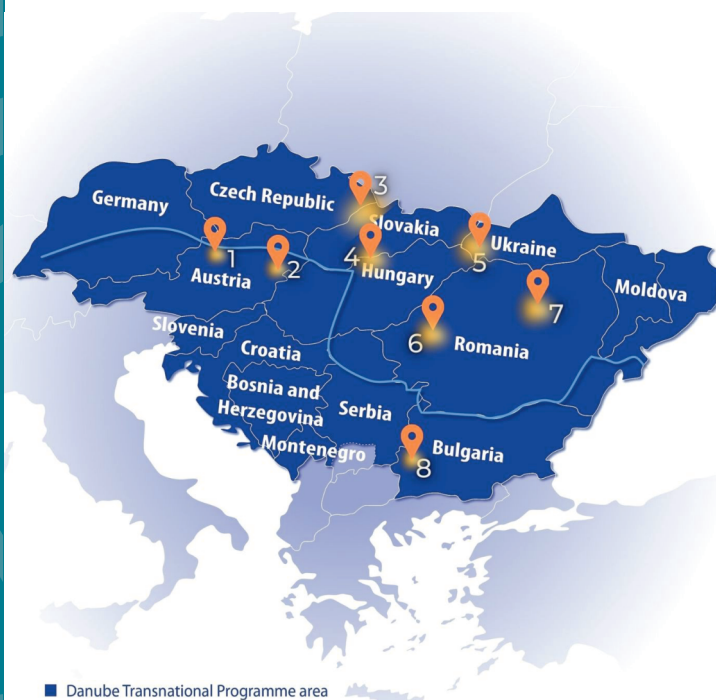 3
Czech Republic
Germany
Slovakia
1
2
4
5
Ukraine
Austria
Hungary
Moldova
7
Slovenia
6
Romania
Croatia
Bosnia and
Herzegovina
Serbia
Montenegro
Bulgaria
8
Danube Transnational Programme area